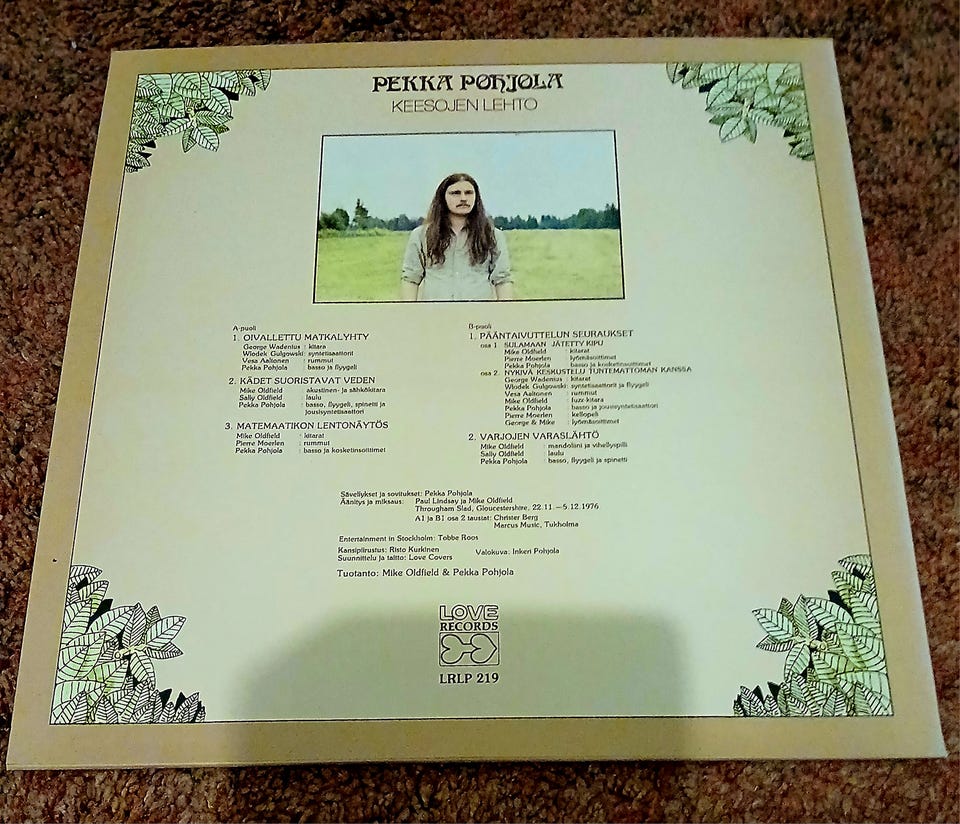 PEKKA POHJOLA
KEESOJEN LEHTO
A-puoli
1. OIVALLETTU MATKALYHTY
George Wadenius : kitara
Wlodek Gulgowski : syntetisaattorit
Vesa Aaltonen : rummut
Pekka Pohjola : basso ja flyygeli
2. KÄDET SUORISTAVAT VEDEN
Mike Oldfield : akustinen- ja sähkökitara
Sally Oldfield : laulu
Pekka Pohjola : basso, flyygeli, spinetti ja
jousisyntetisaattori
3. MATEMAATIKON LENTONÄYTÖS
Mike Oldfield : kitarat
Pierre Moerlen : rummut
Pekka Pohjola : basso ja kosketinsoittimet
B-puoli
1. PÄÄNTAIVUTTELUN SEURAUKSET
osa 1 SULAMAAN JÄTETTY KIPU
Mike Oldfield : kitarat
Pierre Moerlen : lyömäsoittimet
Pekka Pohjola : basso ja kosketinsoittimet
osa 2. NYKIVÄ KESKUSTELU TUNTEMATTOMAN KANSSA
George Wadenius : kitarat
Wlodek Gulgowski : syntetisaattorit ja flyygeli
Vesa Aaltonen : rummut
Mike Oldfield : fuzz-kitara
Pekka Pohjola : basso ja jousisyntetisaattori
Pierre Moerlen : kellopeli
George & Mike : lyömäsoittimet
2. VARJOJEN VARASLÄHTÖ
Mike Oldfield : mandoliini ja vihellyspilli
Sally Oldfield : laulu
Pekka Pohjola : basso, flyygeli ja spinetti
Sävellykset ja sovitukset: Pekka Pohjola
Äänitys ja miksaus: Paul Lindsay ja Mike Oldfield
Througham Slad, Gloucestershire, 22.11.—5.12.1976
A1 ja B1 osa 2 taustat: Christer Berg
Marcus Music, Tukholma
Entertainment in Stockholm: Tobbe Roos
Kansipiirustus: Risto Kurkinen Valokuva: Inkeri Pohjola
Suunnittelu ja taitto: Love Covers
Tuotanto: Mike Oldfield & Pekka Pohjola
LOVE
RECORDS
LRLP 219